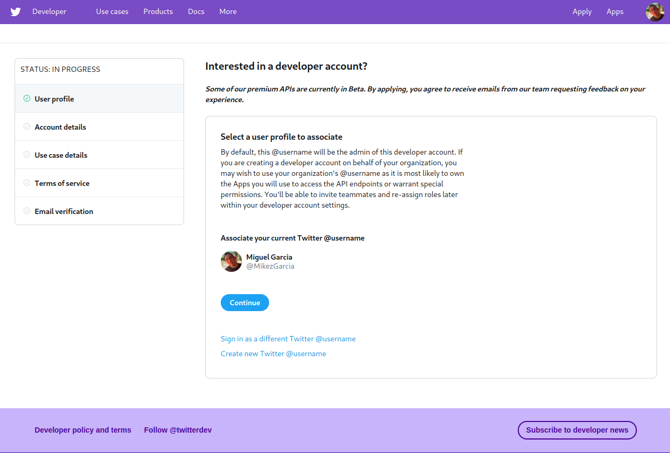 Developer Use cases Products Docs More Apply Apps
STATUS: IN PROGRESS
User profile
Account details
Use case details
Terms of service
Email verification
Interested in a developer account?
Some of our premium APIs are currently in Beta. By applying, you agree to receive emails from our team requesting feedback on your
experience.
Select a user profile to associate
By default, this @username will be the admin of this developer account. If
you are creating a developer account on behalf of your organization, you
may wish to use your organization's @username as it is most likely to own
the Apps you will use to access the API endpoints or warrant special
permissions. You'll be able to invite teammates and re-assign roles later
within your developer account settings.
Associate your current Twitter @username
Miguel Garcia
@MikezGarcia
Continue
Sign in as a different Twitter @username
Create new Twitter @username
Developer policy and terms Follow @twitterdev Subscribe to developer news